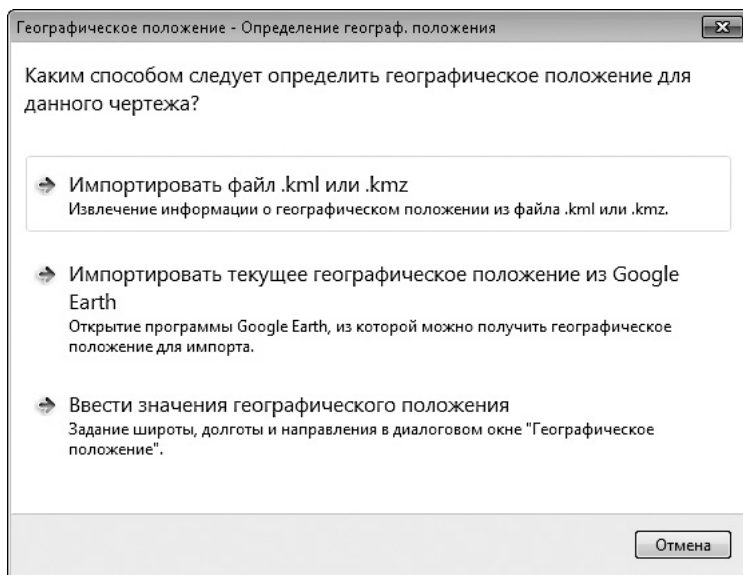 Географическое положение - Определение географ. положения
Каким способом следует определить географическое положение для
данного чертежа?
Импортировать файл .kml или .kmz
Извлечение информации о географическом положении из файла .kml или .kmz.
Импортировать текущее географическое положение из Google
Earth
Открытие программы Google Earth, из которой можно получить географическое
положение для импорта.
Ввести значения географического положения
Задание широты, долготы и направления в диалоговом окне "Географическое
положение".
Отмена